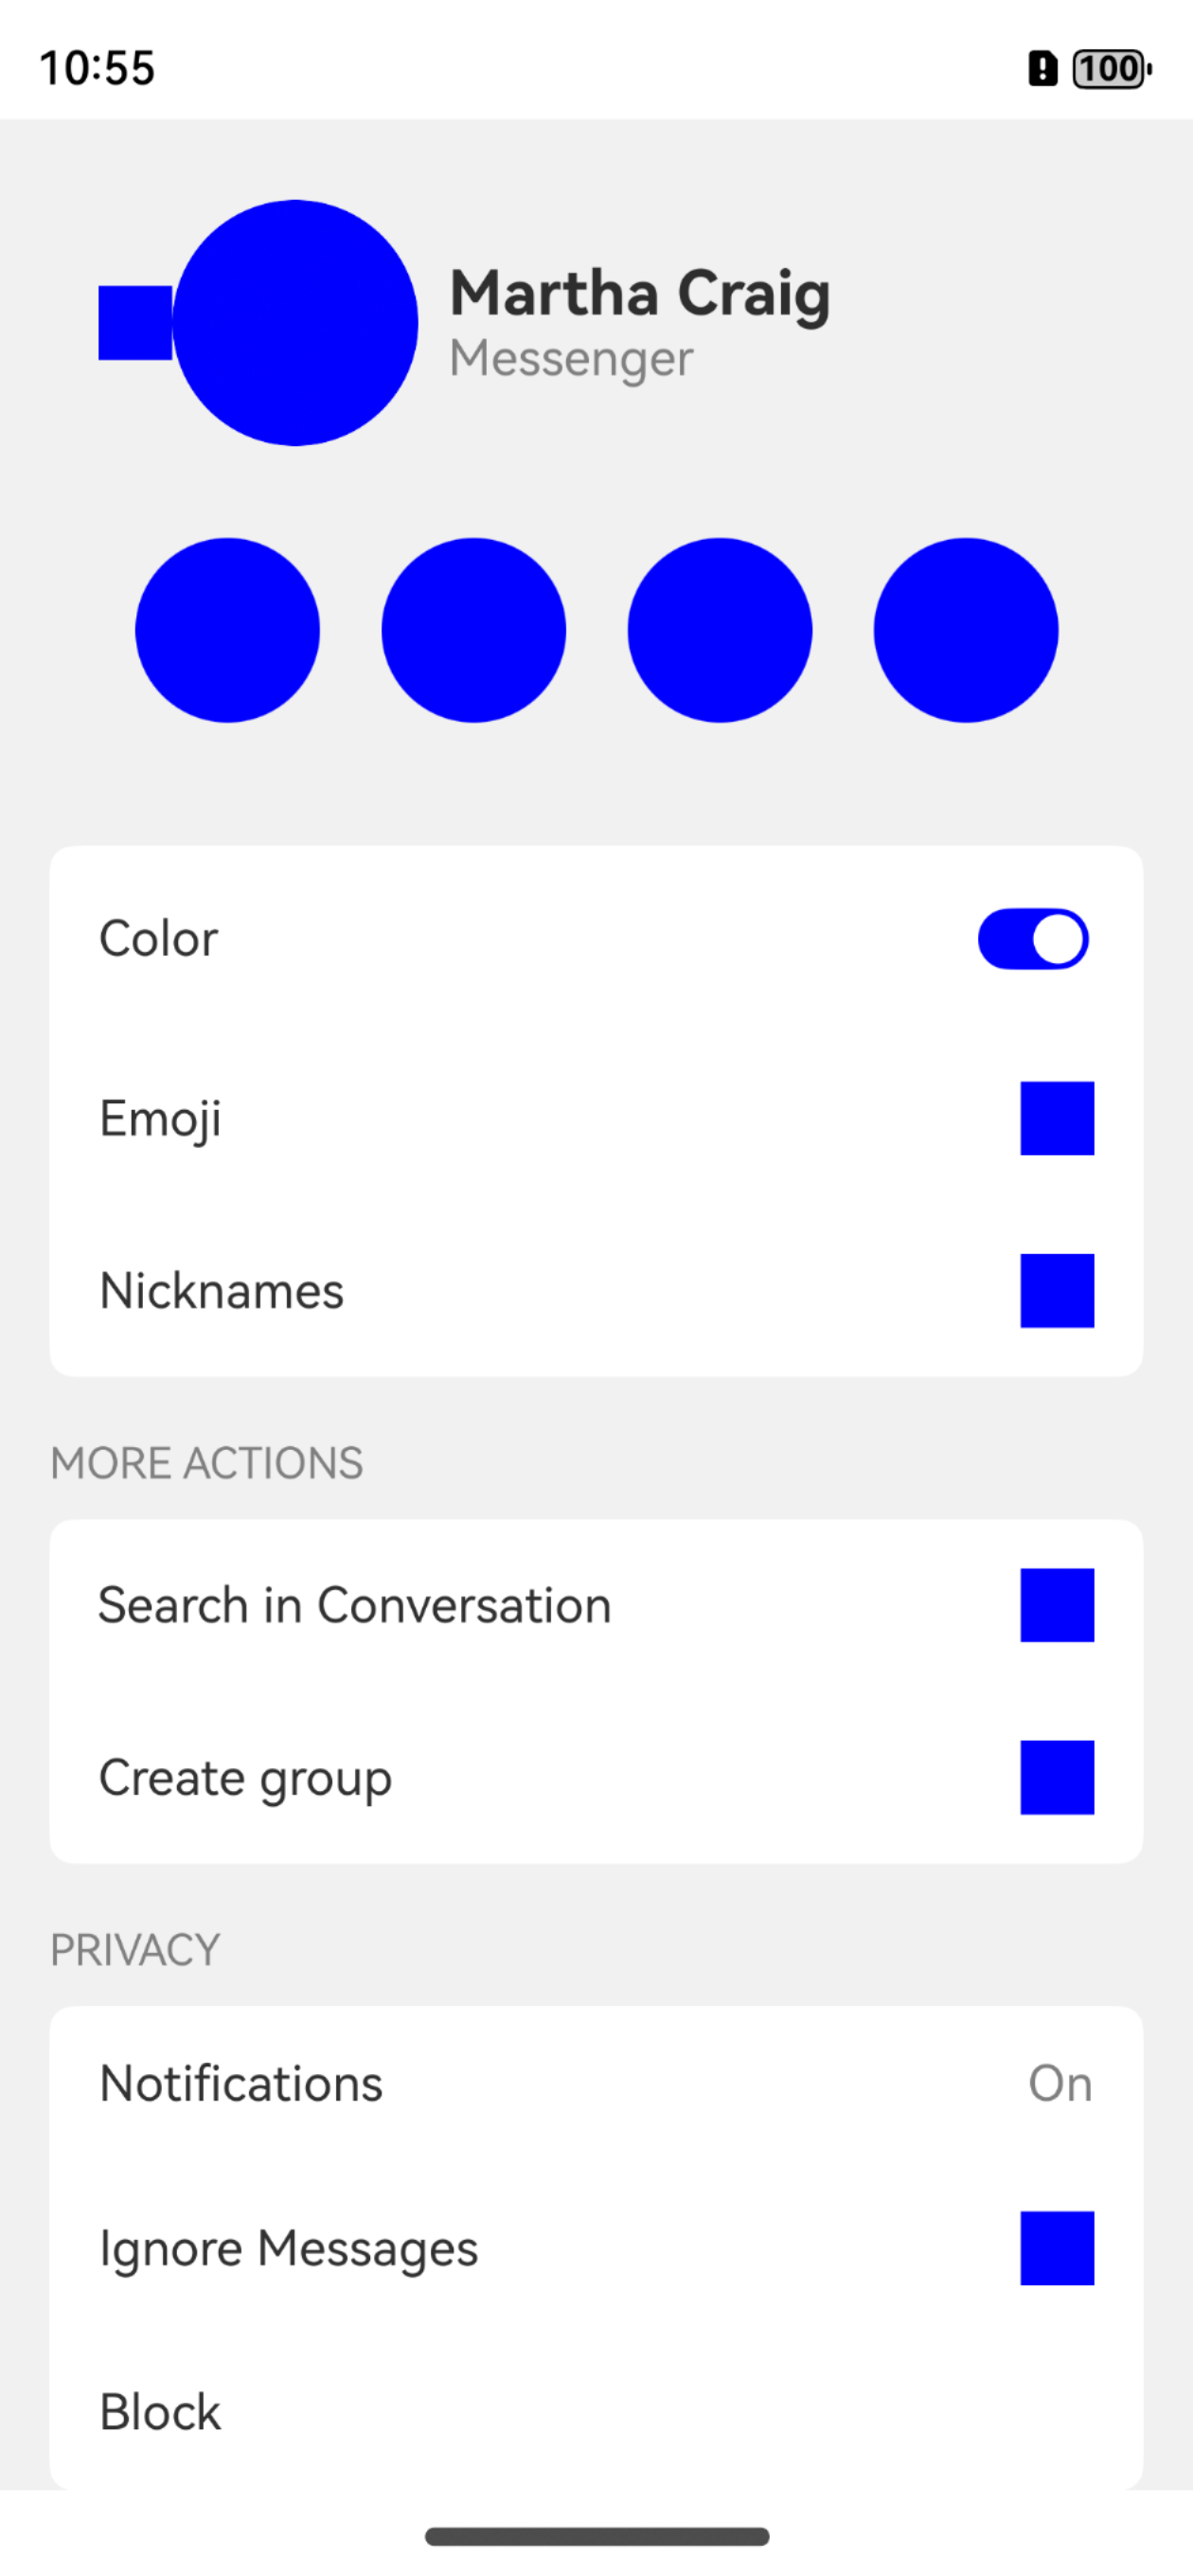 10:55
100
Martha Craig
Messenger
Color
Emoji
Nicknames
MORE ACTIONS
Search in Conversation
Create group
PRIVACY
Notifications On
Ignore Messages
Block